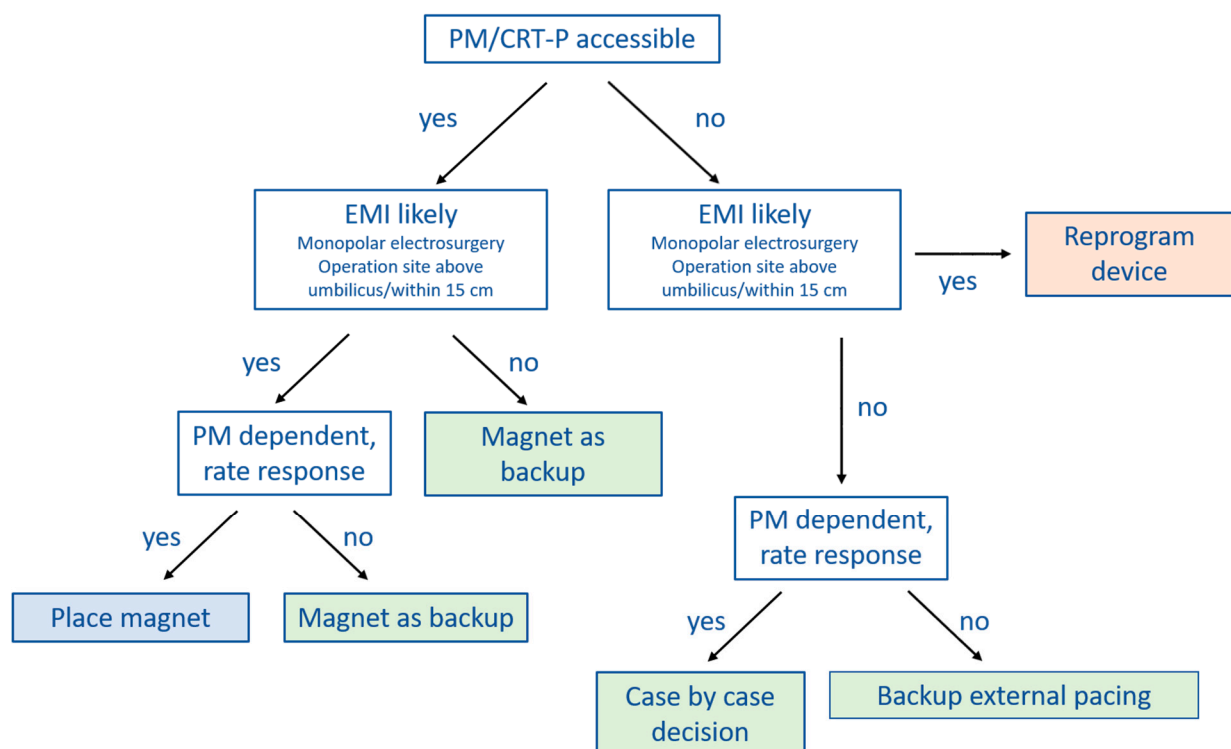 PM/CRT-P accessible
yes
no
EMI likely
Monopolar electrosurgery
Operation site above
umbilicus/within 15 cm
EMI likely
Monopolar electrosurgery
Operation site above
umbilicus/within 15 cm
yes
Reprogram
device
yes
no
no
PM dependent,
rate response
Magnet as
backup
PM dependent,
rate response
yes
no
Place magnet
Magnet as backup
yes
no
Case by case
decision
Backup external pacing